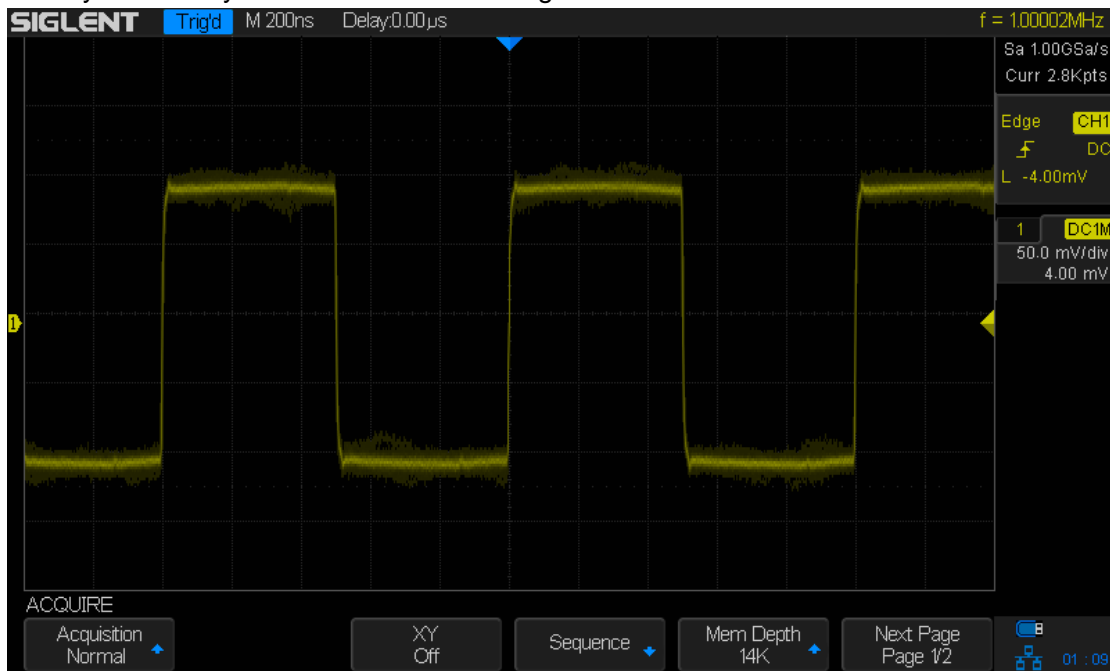 SIGLENT Trig'd M 200ns Delay:0.00µs f = 1.00002MHz
Sa 1.00GSa/s
Curr 2.8Kpts
Edge CH1
DC
L -4.00mV
1 DC1M
50.0 mV/div
4.00 mV
1
ACQUIRE
Acquisition XY Sequence Mem Depth Next Page
Normal Off 14K Page 1/2
01 : 09